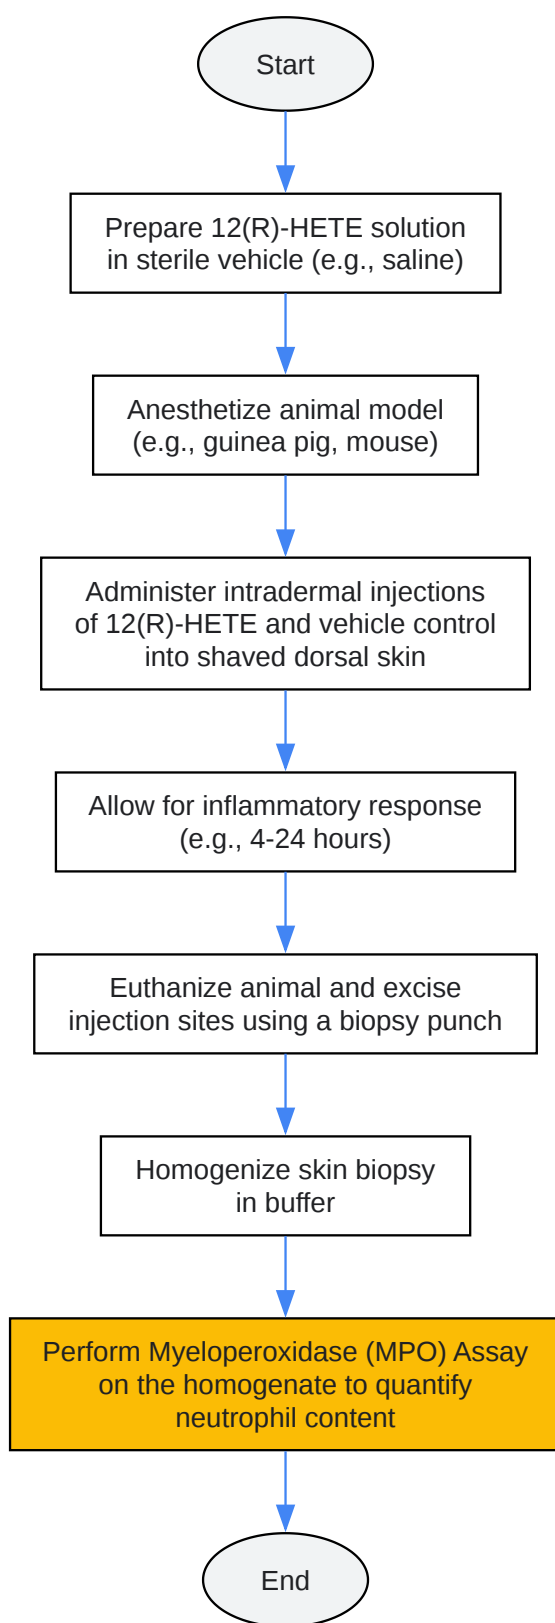 Start
Prepare 12(R)-HETE solution
in sterile vehicle (e.g., saline)
Anesthetize animal model
(e.g., guinea pig, mouse)
Administer intradermal injections
of 12(R)-HETE and vehicle control
into shaved dorsal skin
Allow for inflammatory response
(e.g., 4-24 hours)
Euthanize animal and excise
injection sites using a biopsy punch
Homogenize skin biopsy
in buffer
Perform Myeloperoxidase (MPO) Assay
on the homogenate to quantify
neutrophil content
End